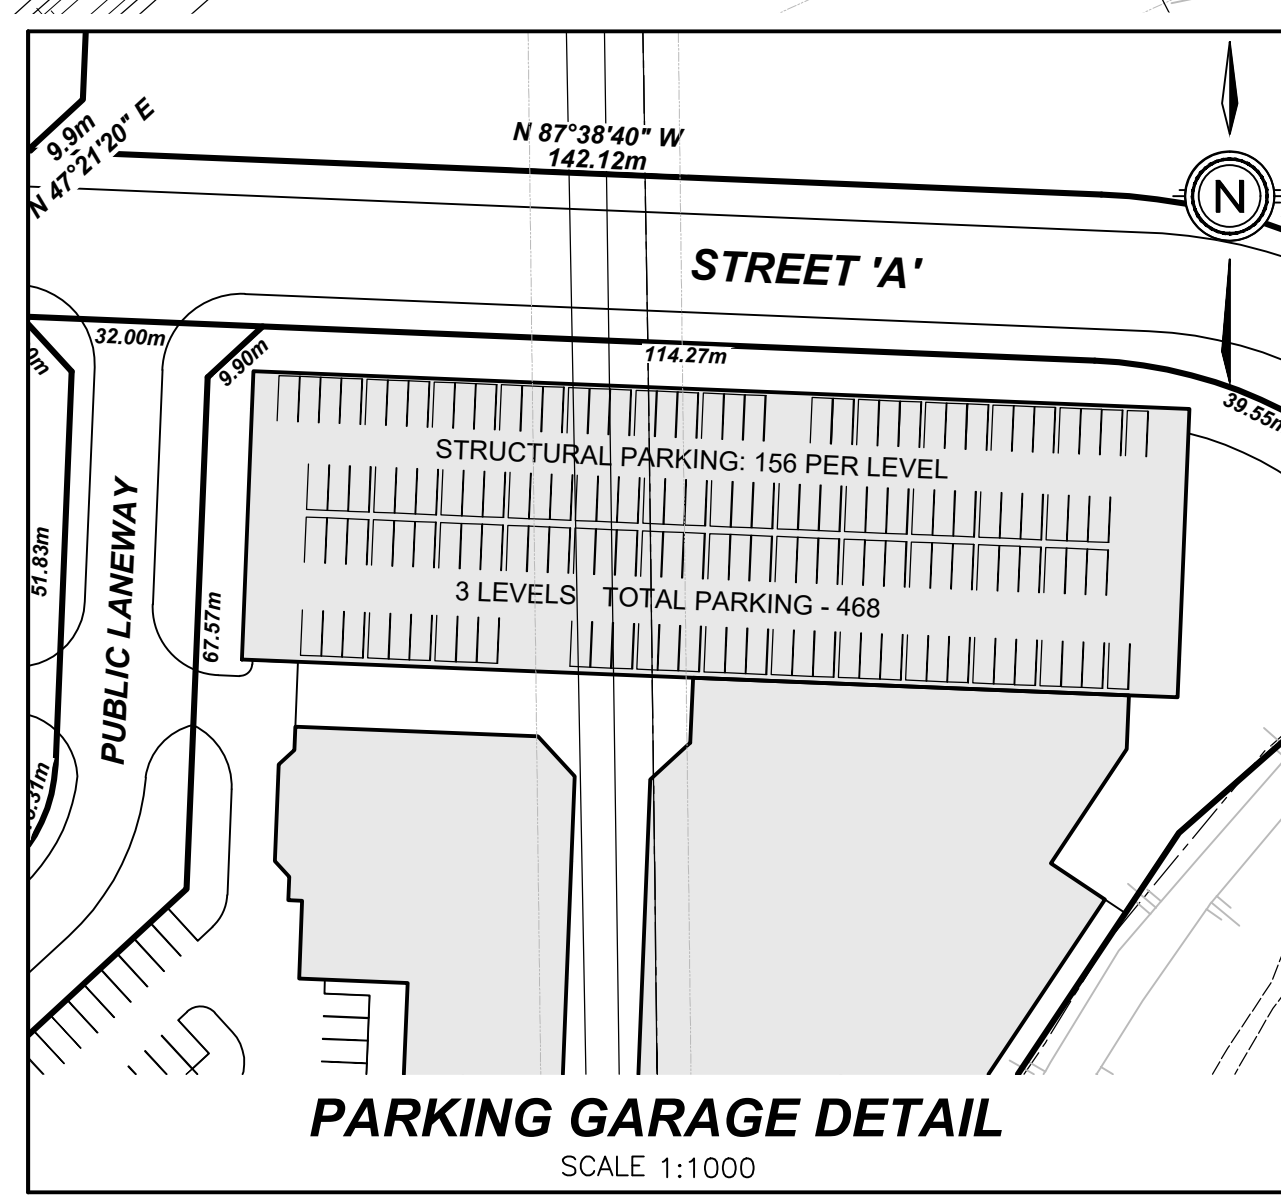 9.9m
N 47°21'20" E
N 87°38'40" W
142.12m
N
STREET 'A'
32.00m
9.90m
114.27m
39.55m
STRUCTURAL PARKING: 156 PER LEVEL
51.83m
PUBLIC LANEWAY
67.57m
3 LEVELS TOTAL PARKING - 468
PARKING GARAGE DETAIL
SCALE 1:1000